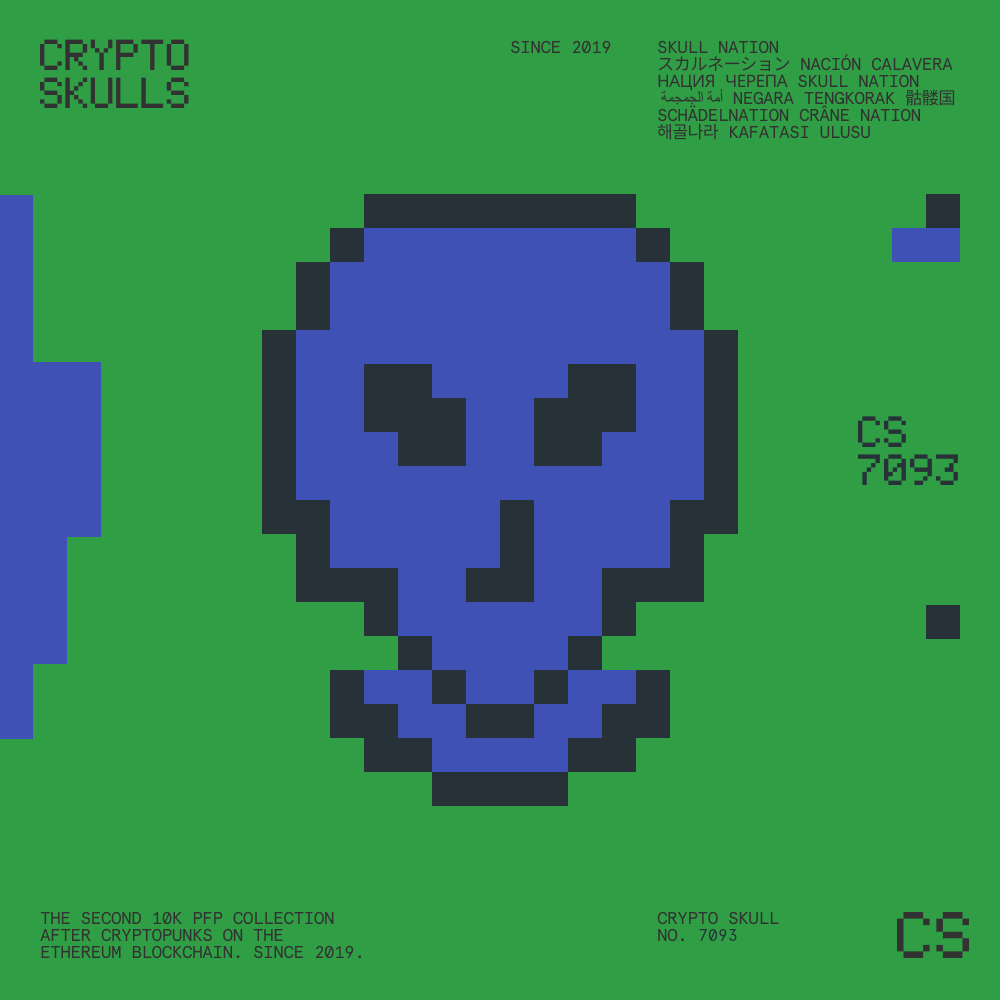 CRYPTO
SKULLS
SINCE 2019
SKULL NATION
スカルネーション NACIÓN CALAVERA
НАЦИЯ ЧЕРЕПА SKULL NATION
أمة الجمجمة NEGARA TENGKORAK 骷髅国
SCHÄDELNATION CRÂNE NATION
해골나라 KAFATASI ULUSU
CS
7093
THE SECOND 10K PFP COLLECTION
AFTER CRYPTOPUNKS ON THE
ETHEREUM BLOCKCHAIN. SINCE 2019.
CRYPTO SKULL
NO. 7093
CS